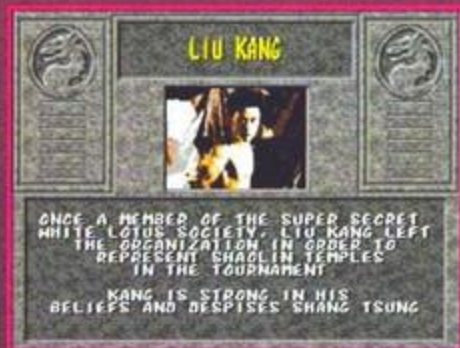 LIU KANG
ONCE A MEMBER OF THE SUPER SECRET
WHITE LOTUS SOCIETY, LIU KANG LEFT
THE ORGANIZATION IN ORDER TO
REPRESENT SHAOLIN TEMPLES
IN THE TOURNAMENT
KANG IS STRONG IN HIS
BELIEFS AND DESPISES SHANG TSUNG